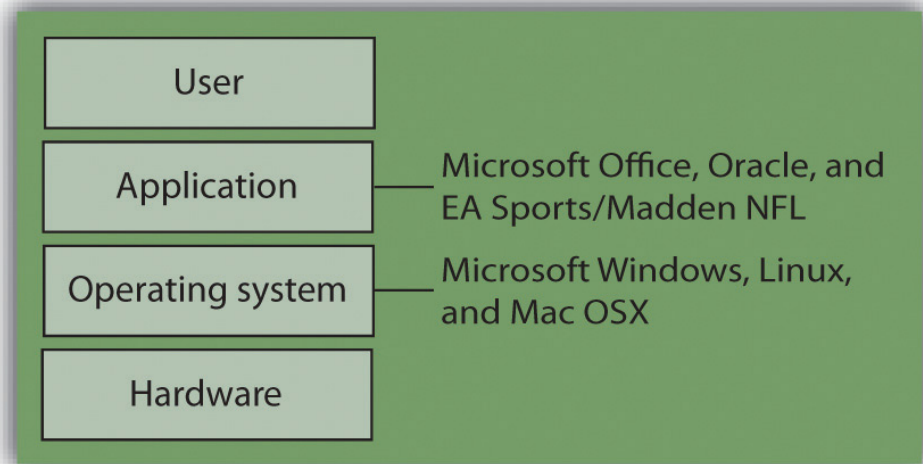 User
Application
Microsoft Office, Oracle, and
EA Sports/Madden NFL
Operating system
Microsoft Windows, Linux,
and Mac OSX
Hardware